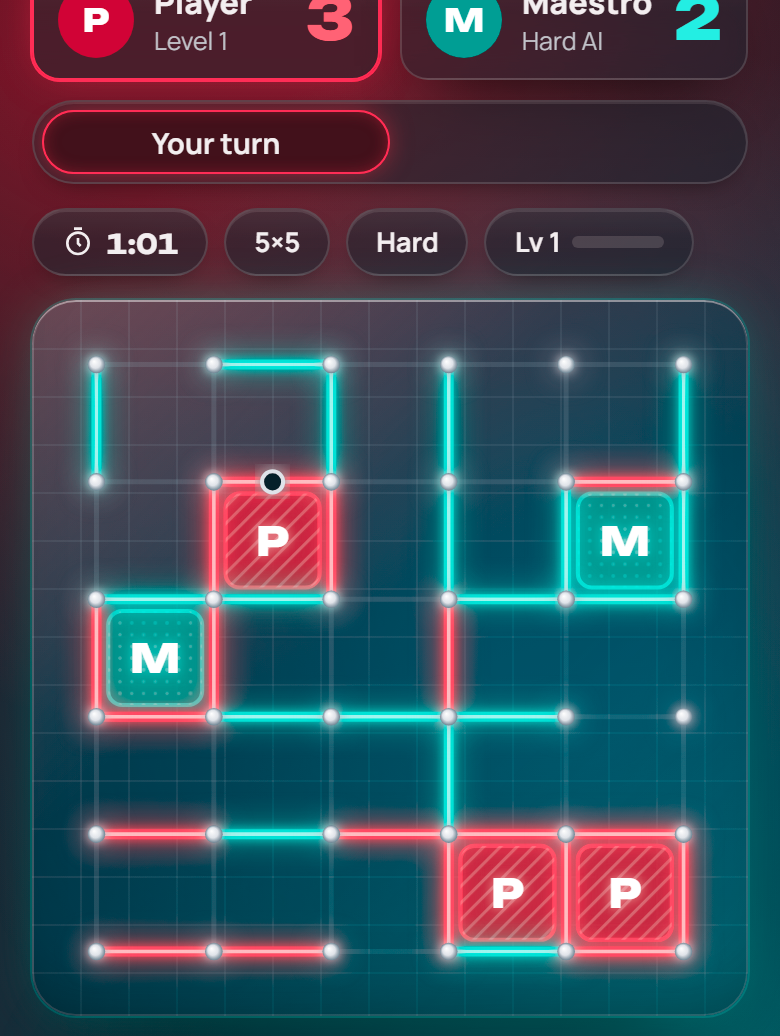 P Player 3
Level 1
M Maestro 2
Hard AI
Your turn
1:01 5×5 Hard Lv 1
P M
M
P P